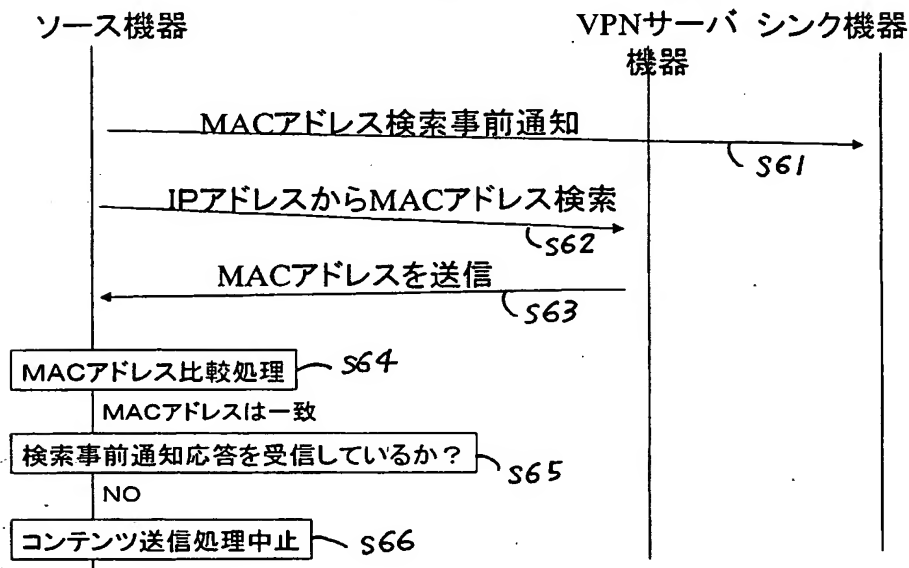 ソース機器
VPNサーバ
機器
シンク機器
MACアドレス検索事前通知
S61
IPアドレスからMACアドレス検索
S62
MACアドレスを送信
S63
MACアドレス比較処理
S64
MACアドレスは一致
検索事前通知応答を受信しているか？
S65
NO
コンテンツ送信処理中止
S66